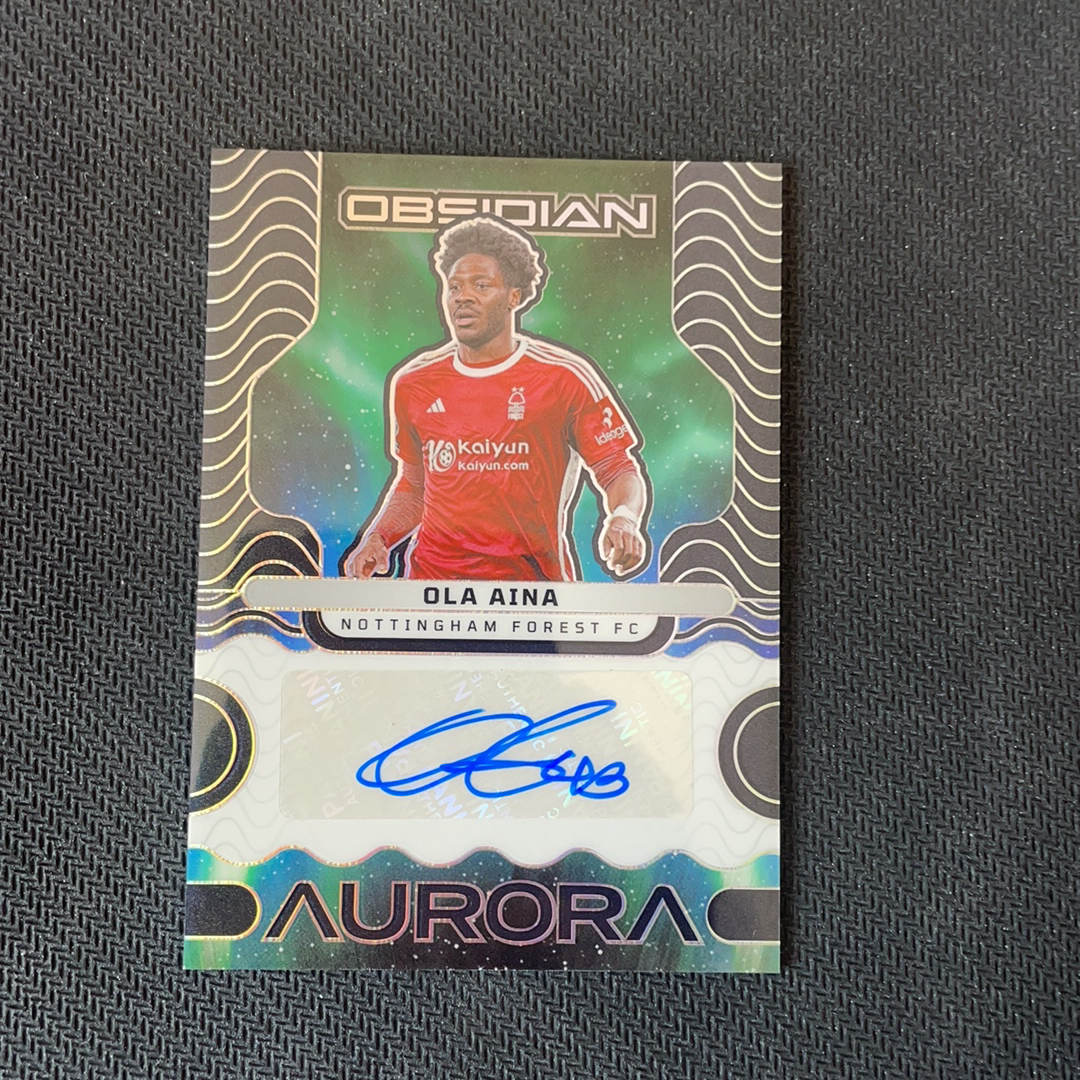 OBSIDIAN
Kaiyun
kaiyun.com
OLA AINA
NOTTINGHAM FOREST FC
AURORA